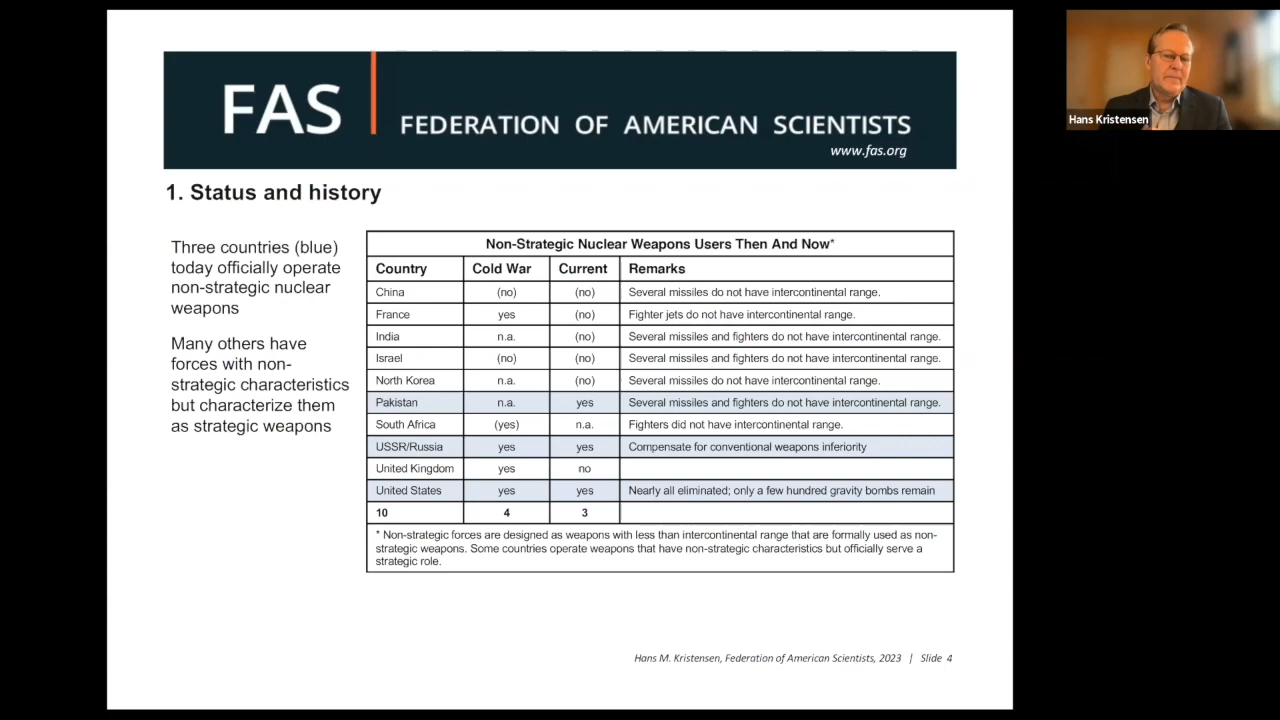 FAS
FEDERATION OF AMERICAN SCIENTISTS
www.fas.org
1. Status and history
Three countries (blue)
today officially operate
non-strategic nuclear
weapons
Many others have
forces with non-
strategic characteristics
but characterize them
as strategic weapons
Non-Strategic Nuclear Weapons Users Then And Now*
Country Cold War Current Remarks
China (no) (no) Several missiles do not have intercontinental range.
France yes (no) Fighter jets do not have intercontinental range.
India n.a. (no) Several missiles and fighters do not have intercontinental range.
Israel (no) (no) Several missiles and fighters do not have intercontinental range.
North Korea n.a. (no) Several missiles do not have intercontinental range.
Pakistan n.a. yes Several missiles and fighters do not have intercontinental range.
South Africa (yes) n.a. Fighters did not have intercontinental range.
USSR/Russia yes yes Compensate for conventional weapons inferiority
United Kingdom yes no
United States yes yes Nearly all eliminated; only a few hundred gravity bombs remain
10 4 3
* Non-strategic forces are designed as weapons with less than intercontinental range that are formally used as non-
strategic weapons. Some countries operate weapons that have non-strategic characteristics but officially serve a
strategic role.
Hans M. Kristensen, Federation of American Scientists, 2023 | Slide 4
Hans Kristensen